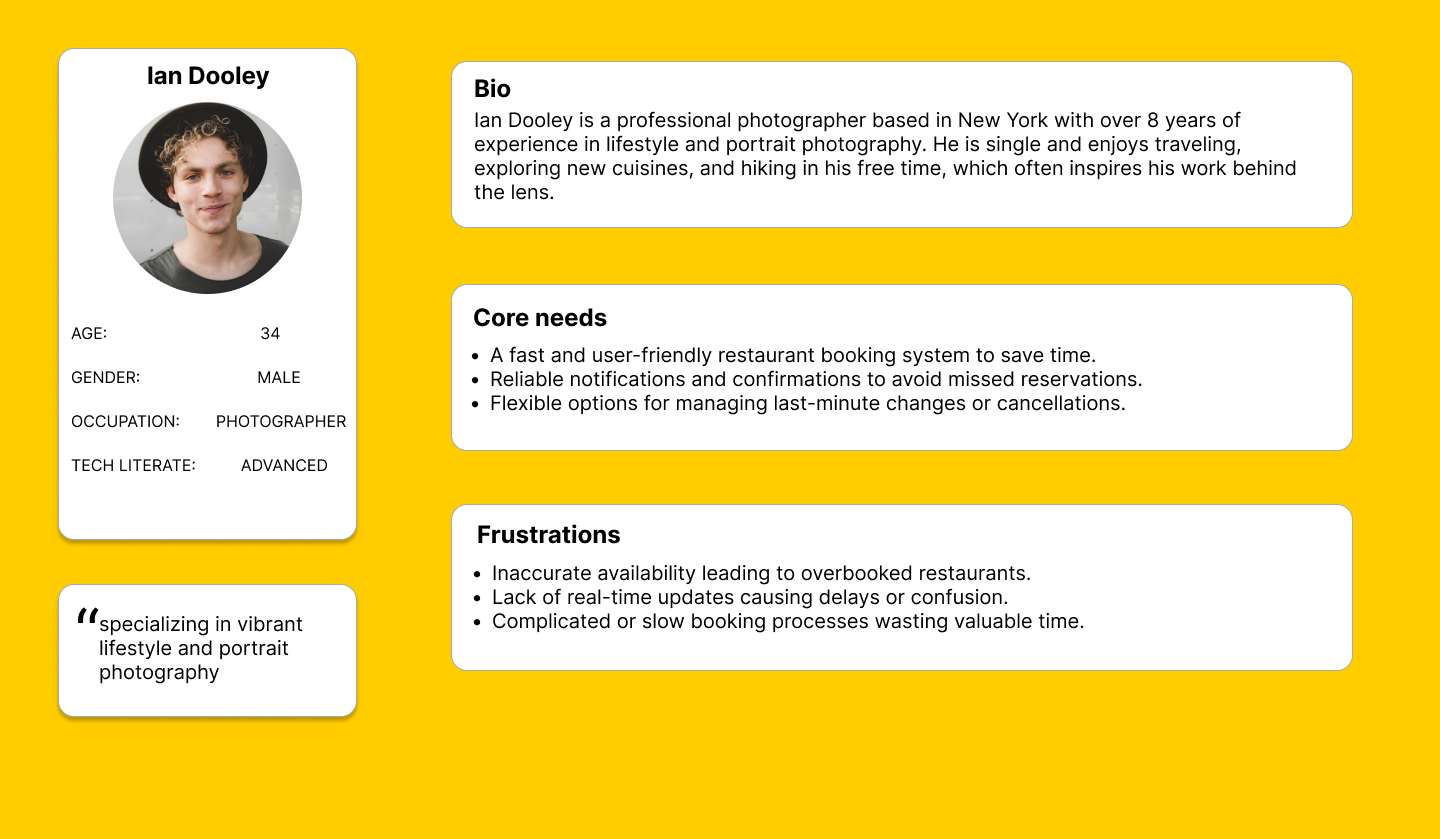 Ian Dooley
AGE: 34
GENDER: MALE
OCCUPATION: PHOTOGRAPHER
TECH LITERATE: ADVANCED
“specializing in vibrant
lifestyle and portrait
photography
Bio
Ian Dooley is a professional photographer based in New York with over 8 years of
experience in lifestyle and portrait photography. He is single and enjoys traveling,
exploring new cuisines, and hiking in his free time, which often inspires his work behind
the lens.
Core needs
• A fast and user-friendly restaurant booking system to save time.
• Reliable notifications and confirmations to avoid missed reservations.
• Flexible options for managing last-minute changes or cancellations.
Frustrations
• Inaccurate availability leading to overbooked restaurants.
• Lack of real-time updates causing delays or confusion.
• Complicated or slow booking processes wasting valuable time.